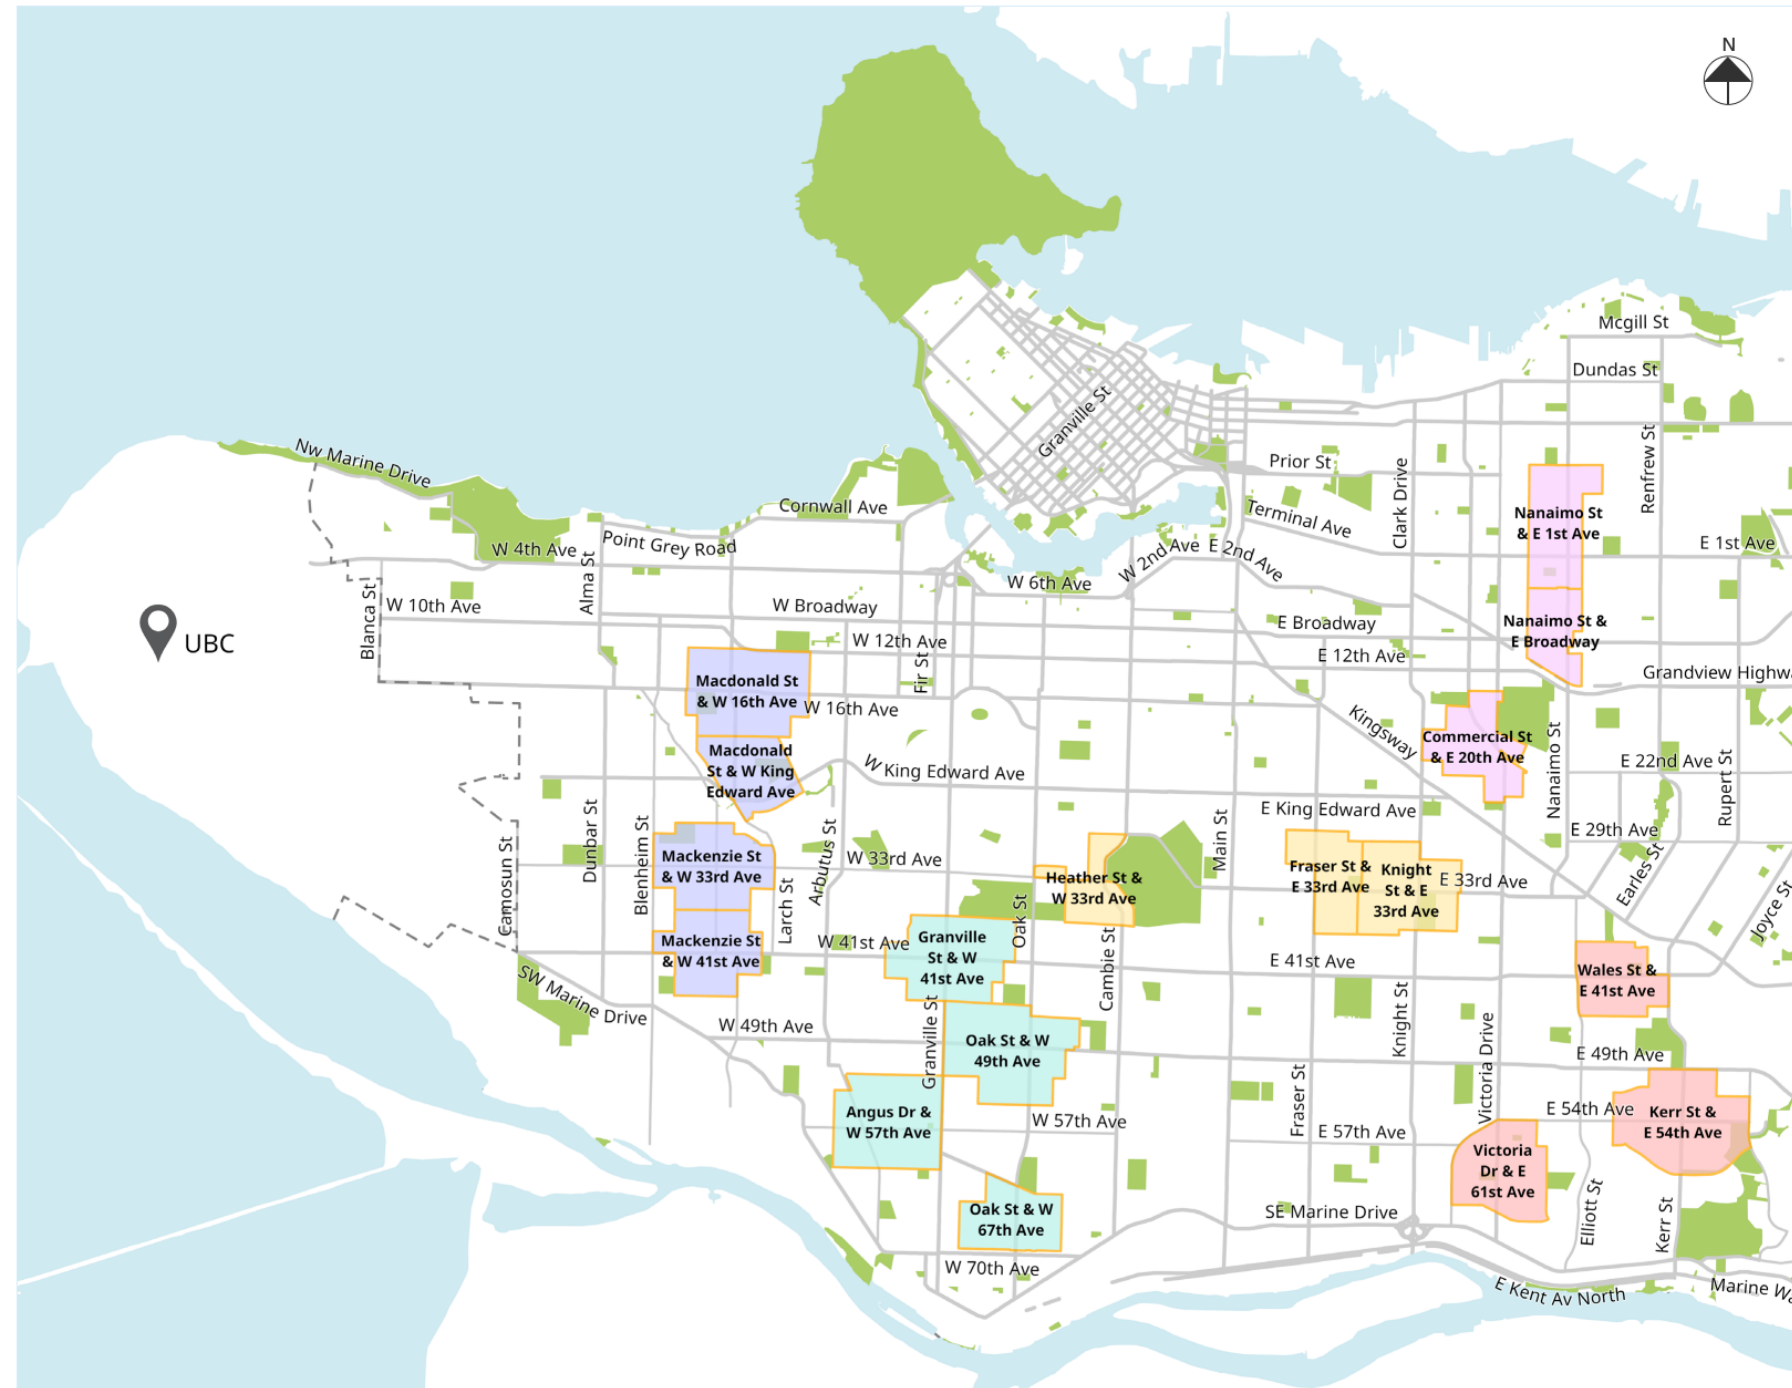 N
Mcgill St
Dundas St
Granville St
Renfrew St
Nw Marine Drive
Prior St
Clark Drive
Cornwall Ave
Terminal Ave
Nanaimo St
& E 1st Ave
E 1st Ave
W 4th Ave
Point Grey Road
W 2nd Ave
E 2nd Ave
Alma St
W 6th Ave
Blanca St
W 10th Ave
W Broadway
E Broadway
Nanaimo St &
E Broadway
UBC
W 12th Ave
E 12th Ave
Fir St
Grandview Highw
Macdonald St
& W 16th Ave
W 16th Ave
Kingsway
Commercial St
& E 20th Ave
Nanaimo St
E 22nd Ave
Rupert St
Macdonald
St & W King
Edward Ave
W King Edward Ave
E King Edward Ave
E 29th Ave
Main St
Dunbar St
Blenheim St
Camosun St
Mackenzie St
& W 33rd Ave
Larch St
Arbutus St
W 33rd Ave
Heather St &
W 33rd Ave
Fraser St &
E 33rd Ave
Knight
St & E
33rd Ave
E 33rd Ave
Earles St
Joyce St
Oak St
Mackenzie St
& W 41st Ave
W 41st Ave
Granville
St & W
41st Ave
Cambie St
E 41st Ave
Wales St &
E 41st Ave
SW Marine Drive
W 49th Ave
Granville St
Oak St & W
49th Ave
Knight St
Victoria Drive
E 49th Ave
Fraser St
Angus Dr &
W 57th Ave
W 57th Ave
E 57th Ave
E 54th Ave
Kerr St &
E 54th Ave
Victoria
Dr & E
61st Ave
Elliott St
Kerr St
Oak St & W
67th Ave
SE Marine Drive
W 70th Ave
E Kent Av North
Marine Wa